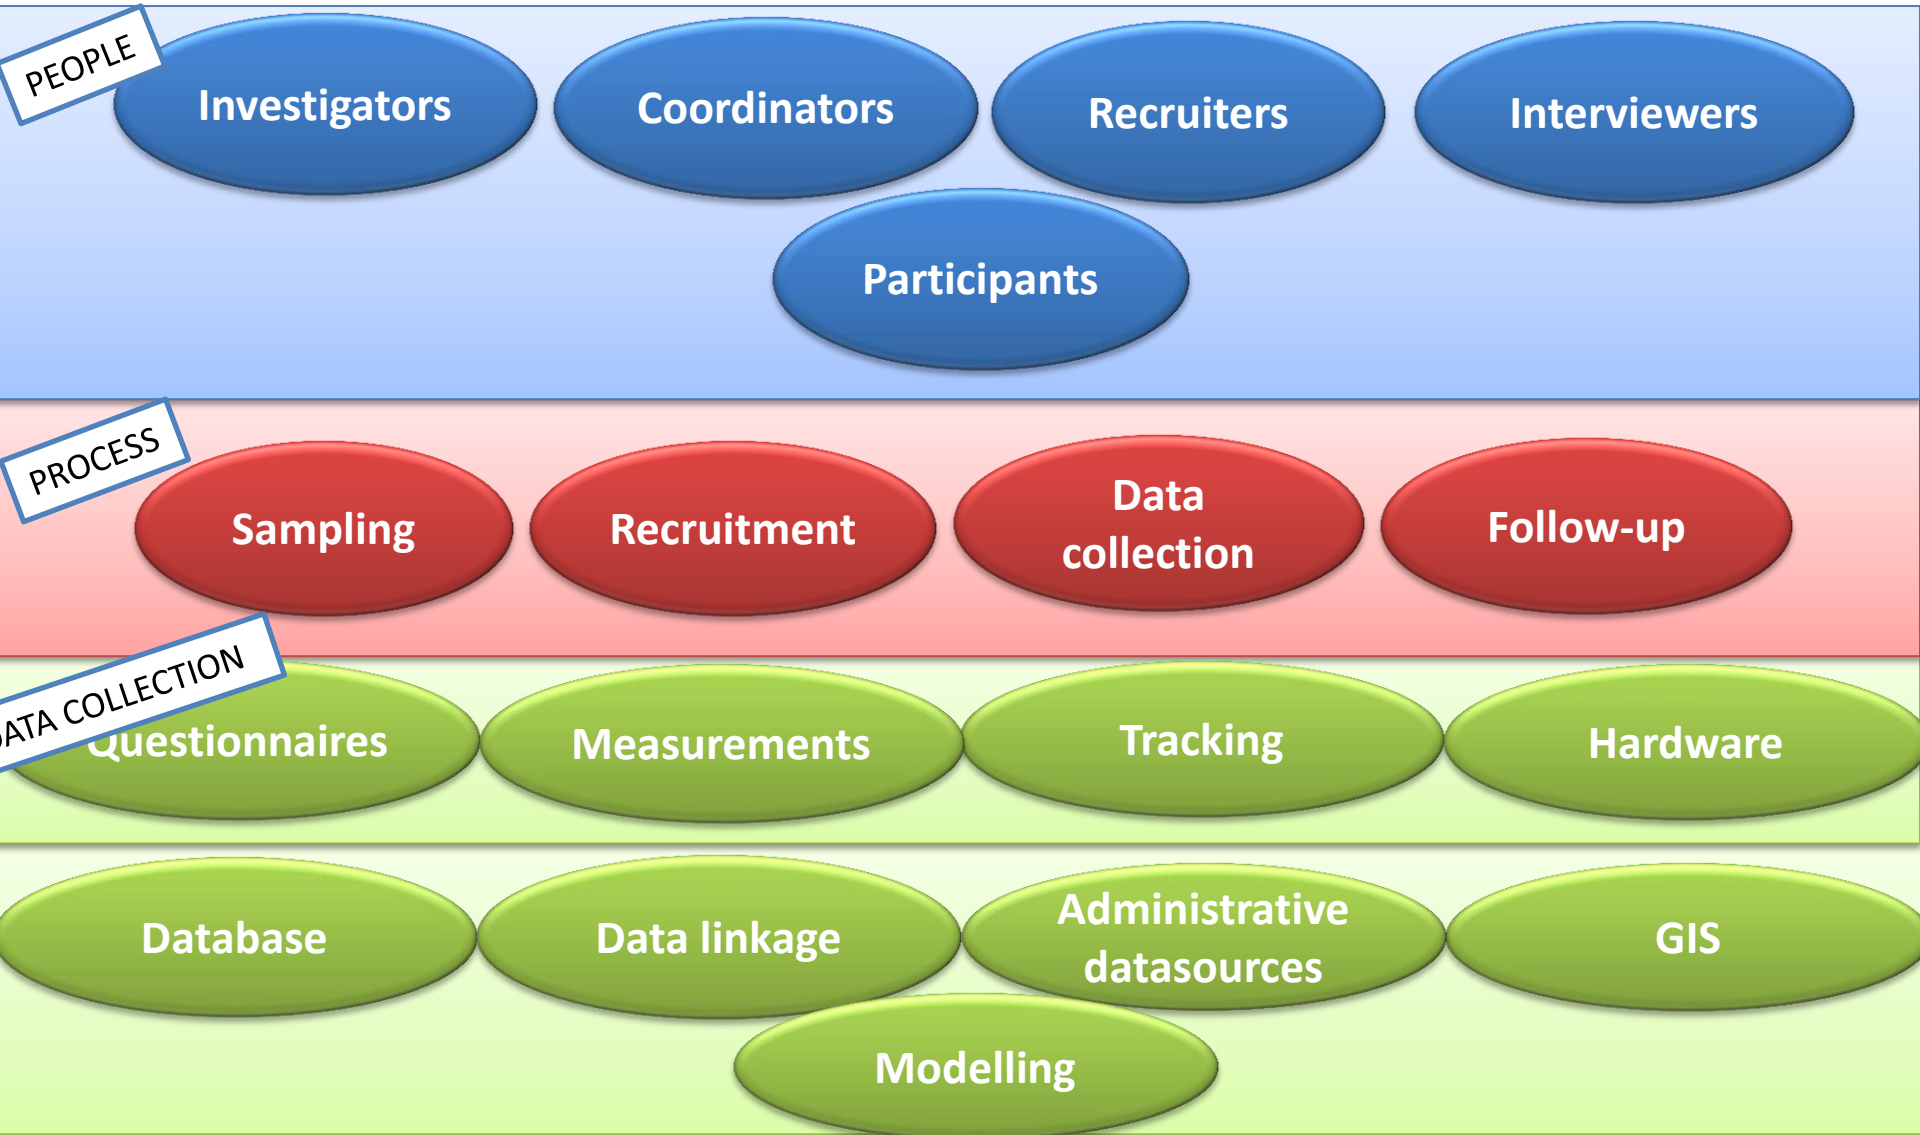 PEOPLE
Investigators
Coordinators
Recruiters
Interviewers
Participants
PROCESS
Sampling
Recruitment
Data
collection
Follow-up
DATA COLLECTION
Questionnaires
Measurements
Tracking
Hardware
Database
Data linkage
Administrative
datasources
GIS
Modelling